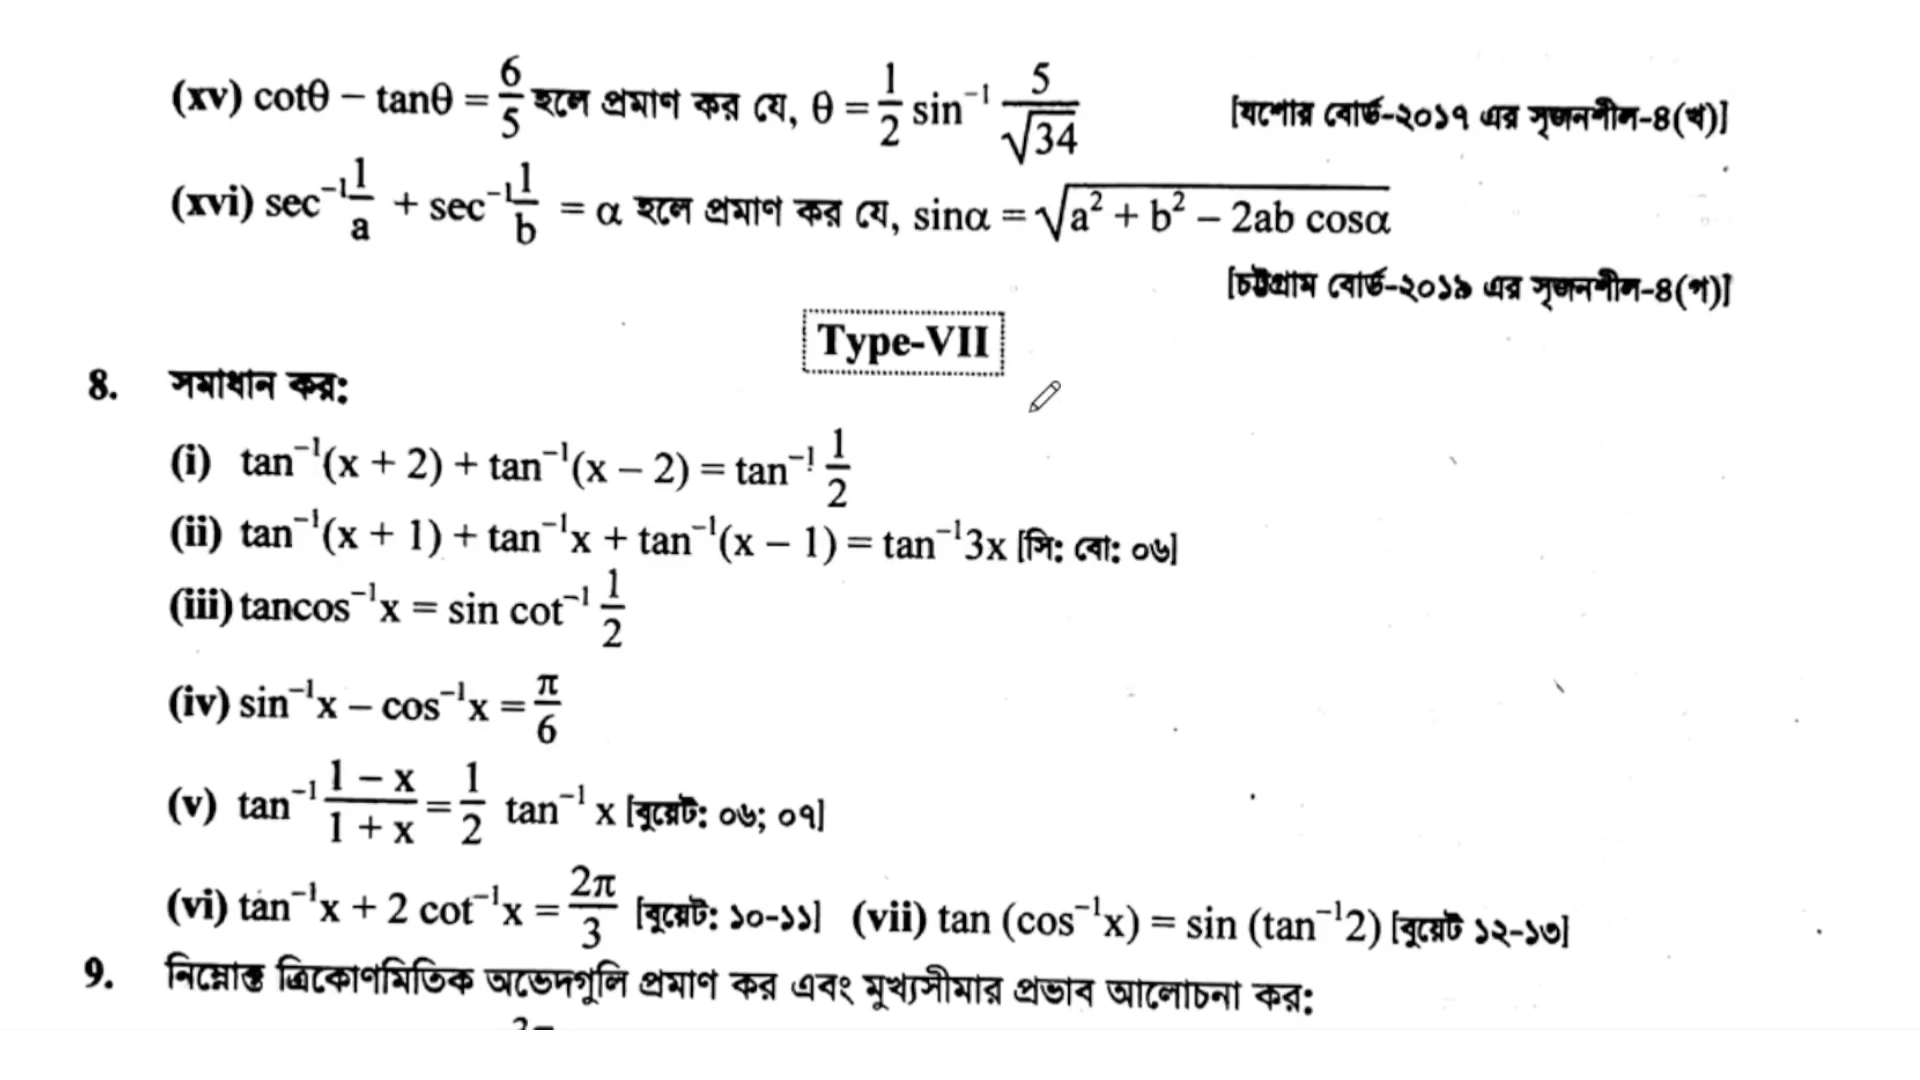 (xv) cotθ − tanθ = 6/5 হলে প্রমাণ কর যে, θ = 1/2 sin⁻¹ 5/√34 [যশোর বোর্ড-২০১৭ এর সৃজনশীল-৪(খ)]
(xvi) sec⁻¹ 1/a + sec⁻¹ 1/b = α হলে প্রমাণ কর যে, sinα = √(a² + b² − 2ab cosα)
[চট্টগ্রাম বোর্ড-২০১৯ এর সৃজনশীল-৪(গ)]
Type-VII
8. সমাধান কর:
(i) tan⁻¹(x + 2) + tan⁻¹(x − 2) = tan⁻¹ 1/2
(ii) tan⁻¹(x + 1) + tan⁻¹x + tan⁻¹(x − 1) = tan⁻¹3x [সি: বো: ০৬]
(iii) tancos⁻¹x = sin cot⁻¹ 1/2
(iv) sin⁻¹x − cos⁻¹x = π/6
(v) tan⁻¹ (1 − x)/(1 + x) = 1/2 tan⁻¹ x [বুয়েট: ০৬; ০৭]
(vi) tan⁻¹x + 2 cot⁻¹x = 2π/3 [বুয়েট: ১০-১১] (vii) tan (cos⁻¹x) = sin (tan⁻¹2) [বুয়েট ১২-১৩]
9. নিম্নোক্ত ত্রিকোণমিতিক অভেদগুলি প্রমাণ কর এবং মুখ্যসীমার প্রভাব আলোচনা কর: